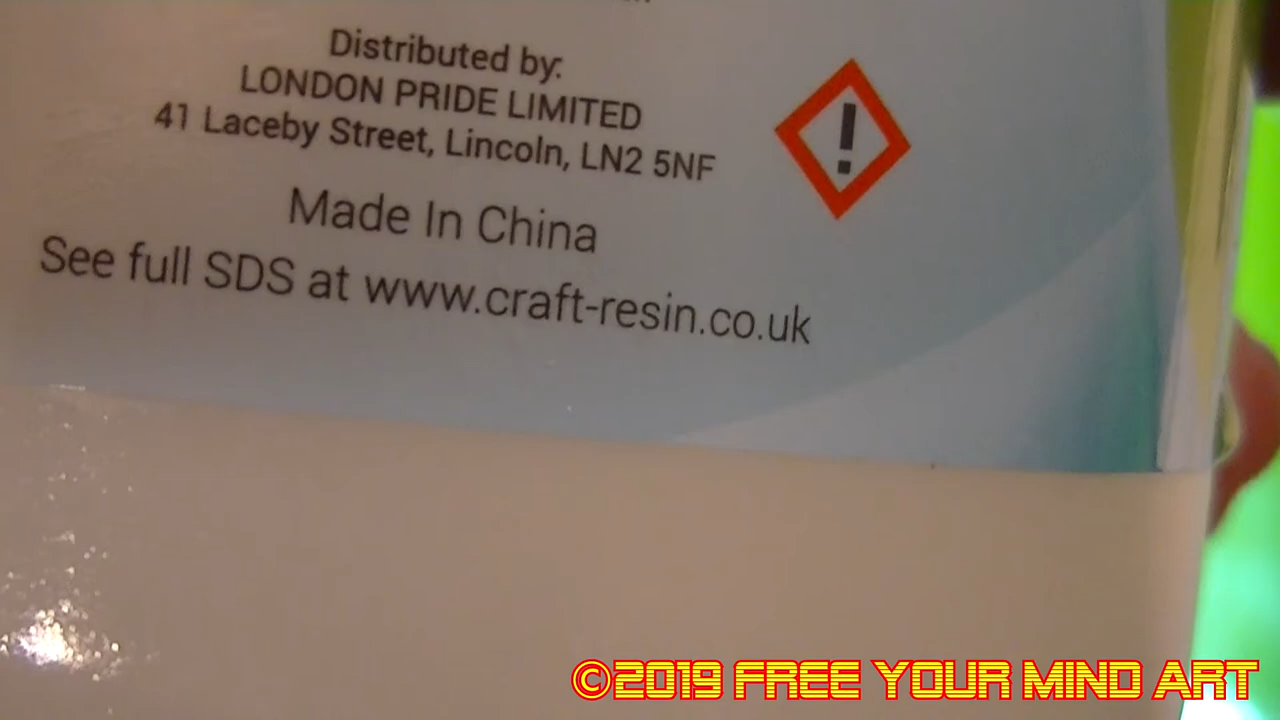 Distributed by:
LONDON PRIDE LIMITED
41 Laceby Street, Lincoln, LN2 5NF
!
Made In China
See full SDS at www.craft-resin.co.uk
©2019 FREE YOUR MIND ART